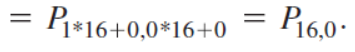 = P_{1*16+0,0*16+0} = P_{16,0}.